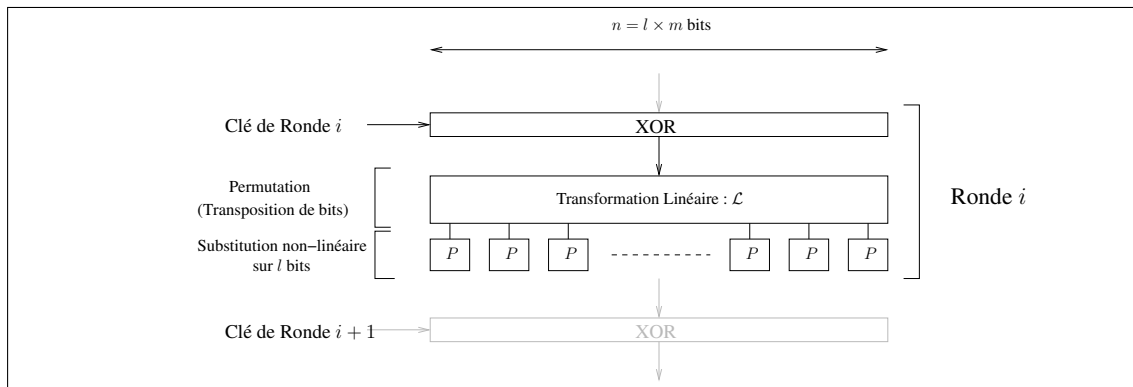 n = l × m bits
Clé de Ronde i
XOR
Permutation
(Transposition de bits)
Transformation Linéaire : ℒ
Ronde i
Substitution non−linéaire
sur l bits
P P P P P P
Clé de Ronde i + 1
XOR